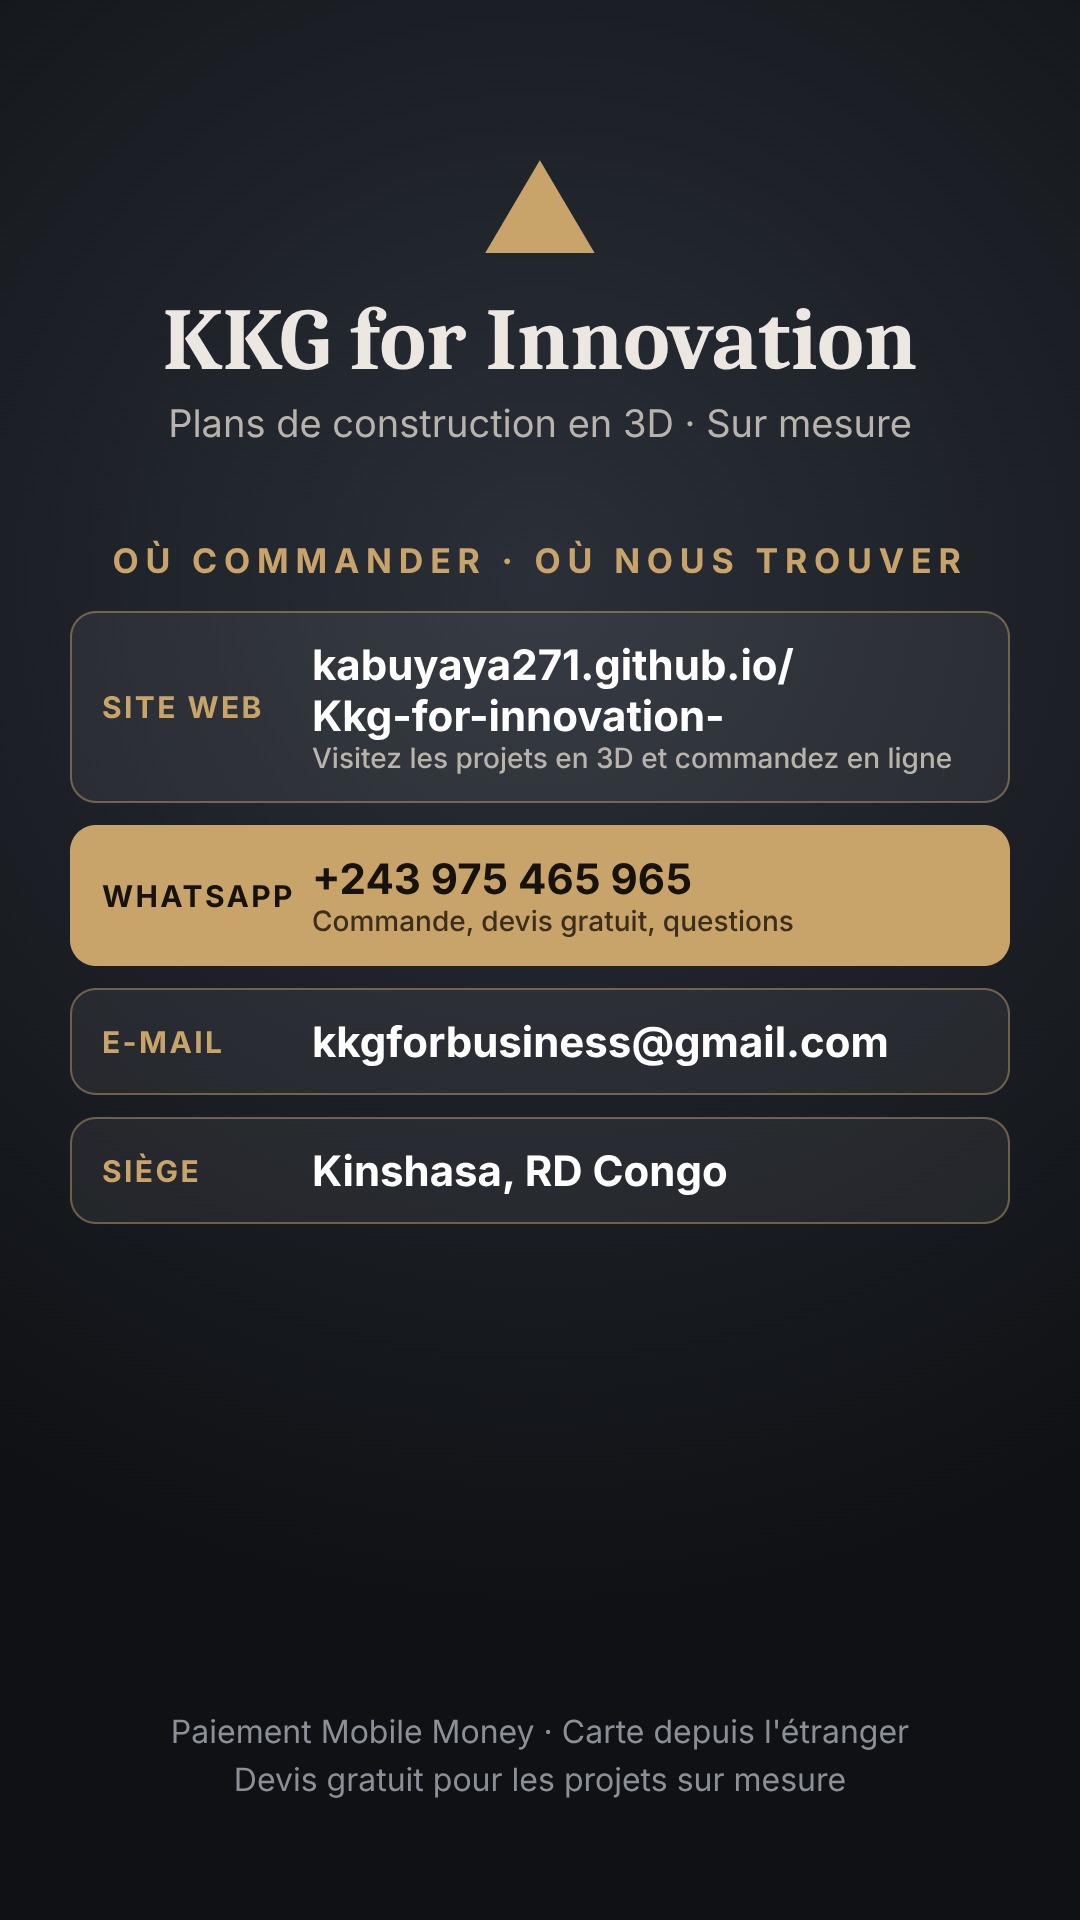 KKG for Innovation
Plans de construction en 3D · Sur mesure
OÙ COMMANDER · OÙ NOUS TROUVER
SITE WEB
kabuyaya271.github.io/
Kkg-for-innovation-
Visitez les projets en 3D et commandez en ligne
WHATSAPP
+243 975 465 965
Commande, devis gratuit, questions
E-MAIL
kkgforbusiness@gmail.com
SIÈGE
Kinshasa, RD Congo
Paiement Mobile Money · Carte depuis l'étranger
Devis gratuit pour les projets sur mesure